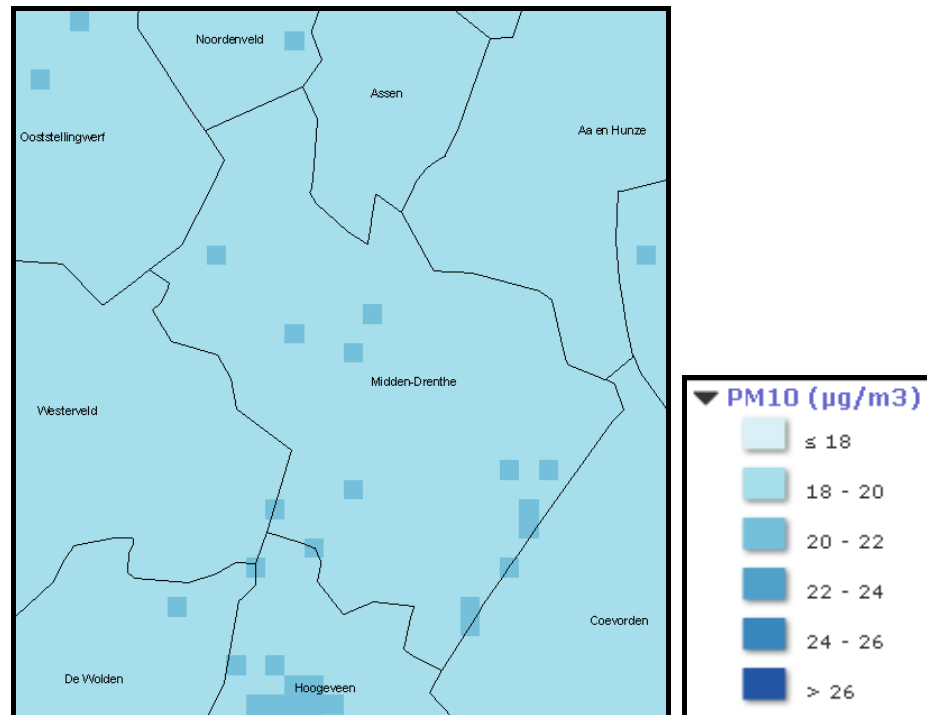 Noordenveld
Assen
Aa en Hunze
Ooststellingwerf
Midden-Drenthe
Westerveld
Coevorden
De Wolden
Hoogeveen
PM10 (µg/m3)
≤ 18
18 - 20
20 - 22
22 - 24
24 - 26
> 26